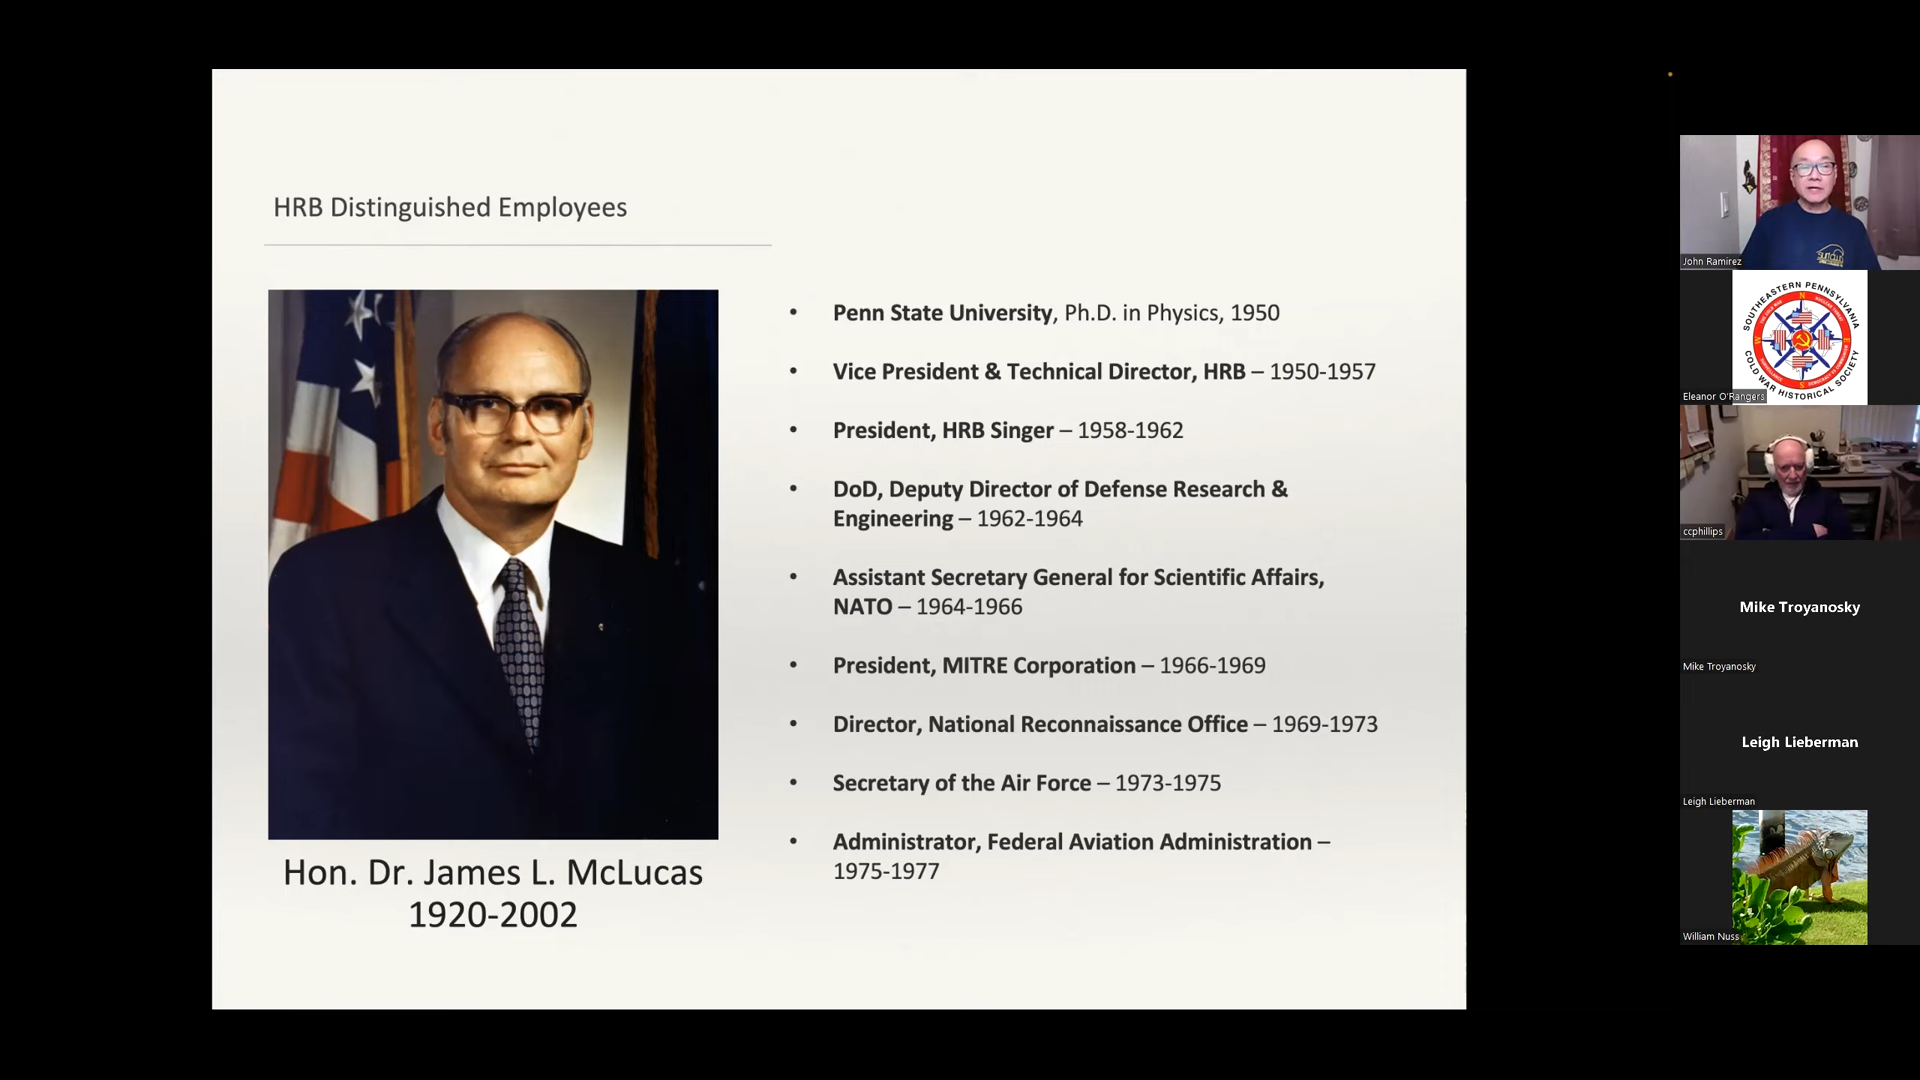 HRB Distinguished Employees
• Penn State University, Ph.D. in Physics, 1950
• Vice President & Technical Director, HRB – 1950-1957
• President, HRB Singer – 1958-1962
• DoD, Deputy Director of Defense Research &
Engineering – 1962-1964
• Assistant Secretary General for Scientific Affairs,
NATO – 1964-1966
• President, MITRE Corporation – 1966-1969
• Director, National Reconnaissance Office – 1969-1973
• Secretary of the Air Force – 1973-1975
• Administrator, Federal Aviation Administration –
1975-1977
Hon. Dr. James L. McLucas
1920-2002
John Ramirez
SOUTHEASTERN PENNSYLVANIA
COLD WAR HISTORICAL SOCIETY
N
E
W
Eleanor O'Rangers
ccphillips
Mike Troyanosky
Mike Troyanosky
Leigh Lieberman
Leigh Lieberman
William Nuss